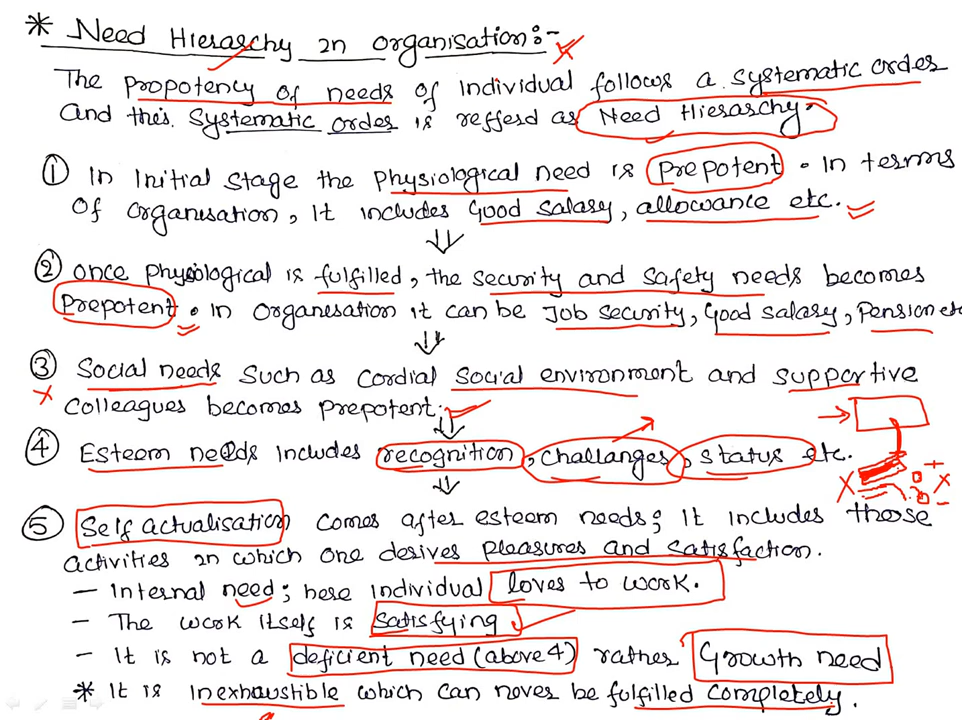 * Need Hierarchy in organisation:-
The Propotency of needs of individual follows a systematic order
and this systematic order is refferd as Need Hierarchy.
① In initial stage the physiological need is prepotent. In terms
of organisation, it includes Good salary, allowance etc.
② Once physiological is fulfilled, the security and safety needs becomes
prepotent. In organesation it can be Job security, Good salary, Pension etc
③ Social needs such as cordial social environment and supportive
colleagues becomes prepotent.
④ Esteem needs includes recognition, challanges, status etc.
⑤ Self actualisation comes after esteem needs; It includes those
activities in which one derives pleasures and satisfaction.
- Internal need; here individual loves to work.
- The work itself is satisfying
- It is not a deficient need (above 4) rather Growth need
* It is inexhaustible which can never be fulfilled completely.